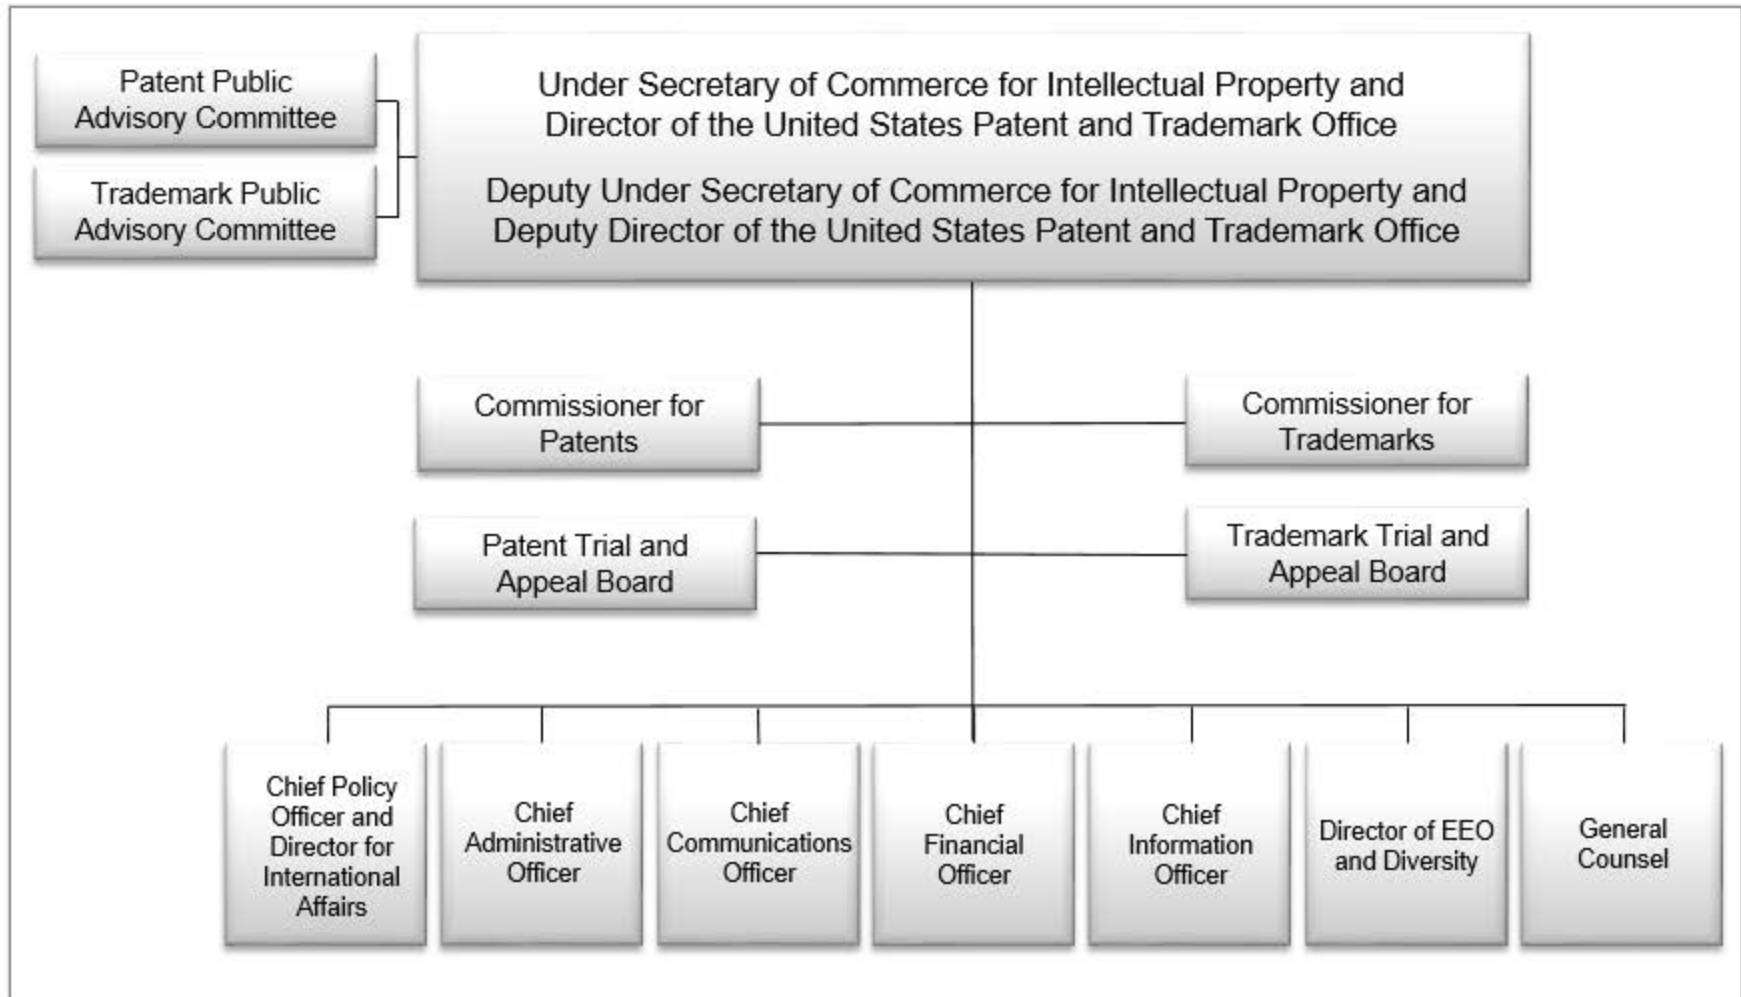 Patent Public
Advisory Committee
Trademark Public
Advisory Committee
Under Secretary of Commerce for Intellectual Property and
Director of the United States Patent and Trademark Office
Deputy Under Secretary of Commerce for Intellectual Property and
Deputy Director of the United States Patent and Trademark Office
Commissioner for
Patents
Commissioner for
Trademarks
Patent Trial and
Appeal Board
Trademark Trial and
Appeal Board
Chief Policy
Officer and
Director for
International
Affairs
Chief
Administrative
Officer
Chief
Communications
Officer
Chief
Financial
Officer
Chief
Information
Officer
Director of EEO
and Diversity
General
Counsel